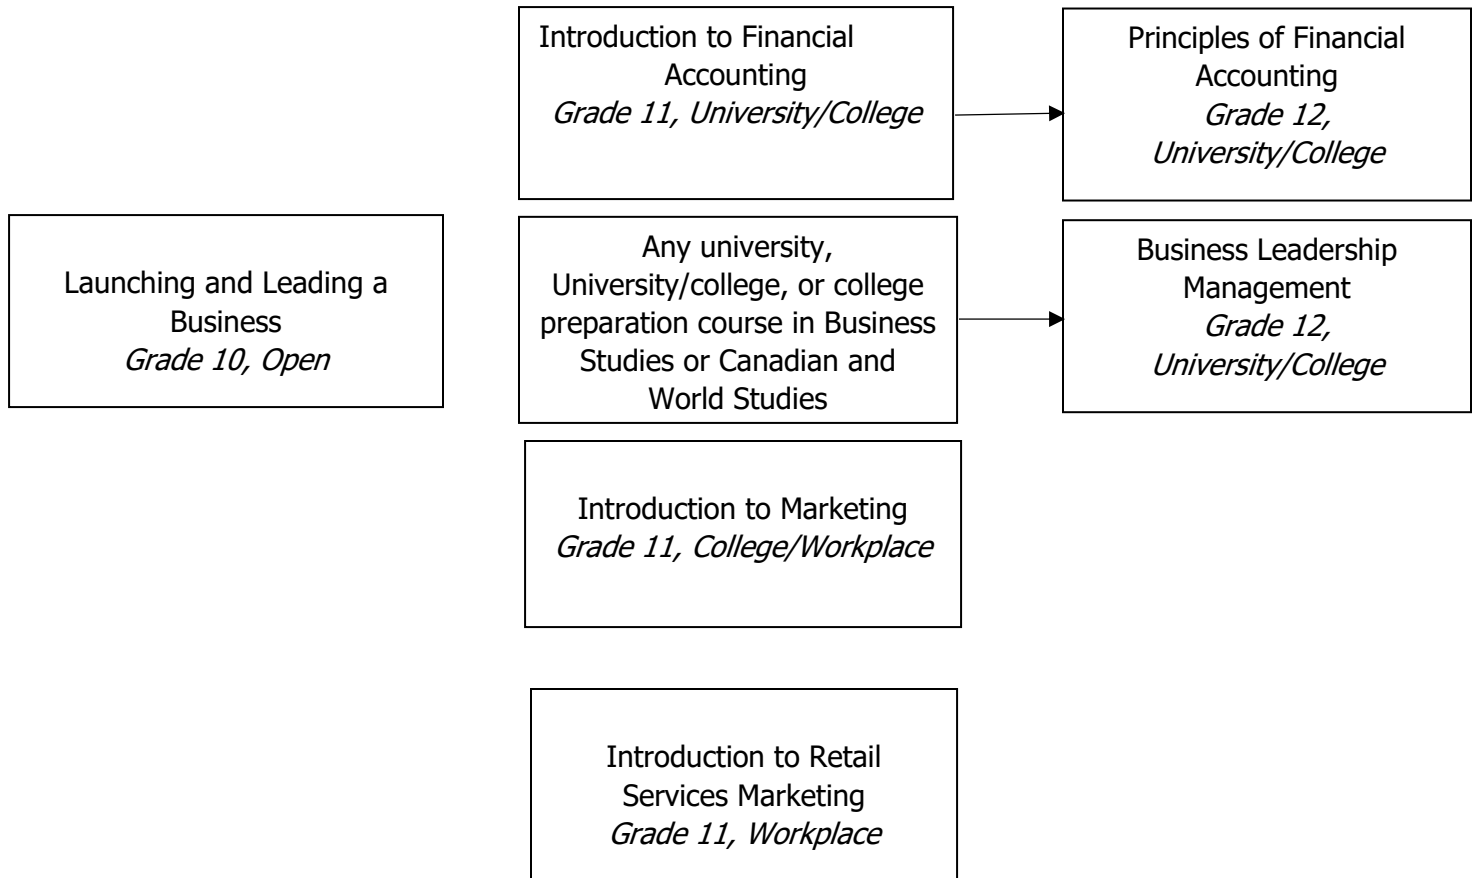 Introduction to Financial
Accounting
Grade 11, University/College
Principles of Financial
Accounting
Grade 12,
University/College
Launching and Leading a
Business
Grade 10, Open
Any university,
University/college, or college
preparation course in Business
Studies or Canadian and
World Studies
Business Leadership
Management
Grade 12,
University/College
Introduction to Marketing
Grade 11, College/Workplace
Introduction to Retail
Services Marketing
Grade 11, Workplace